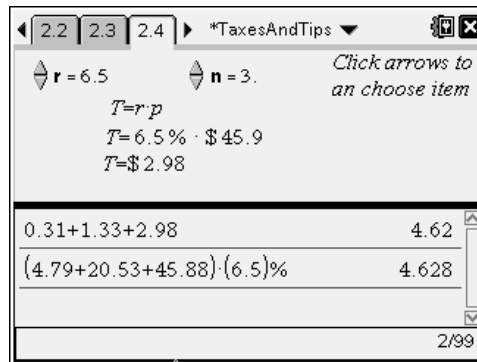 2.2 2.3 2.4 *TaxesAndTips
r = 6.5 n = 3.
Click arrows to
an choose item
T=r·p
T=6.5% · $45.9
T=$2.98
0.31+1.33+2.98 4.62
(4.79+20.53+45.88)·(6.5)% 4.628
2/99